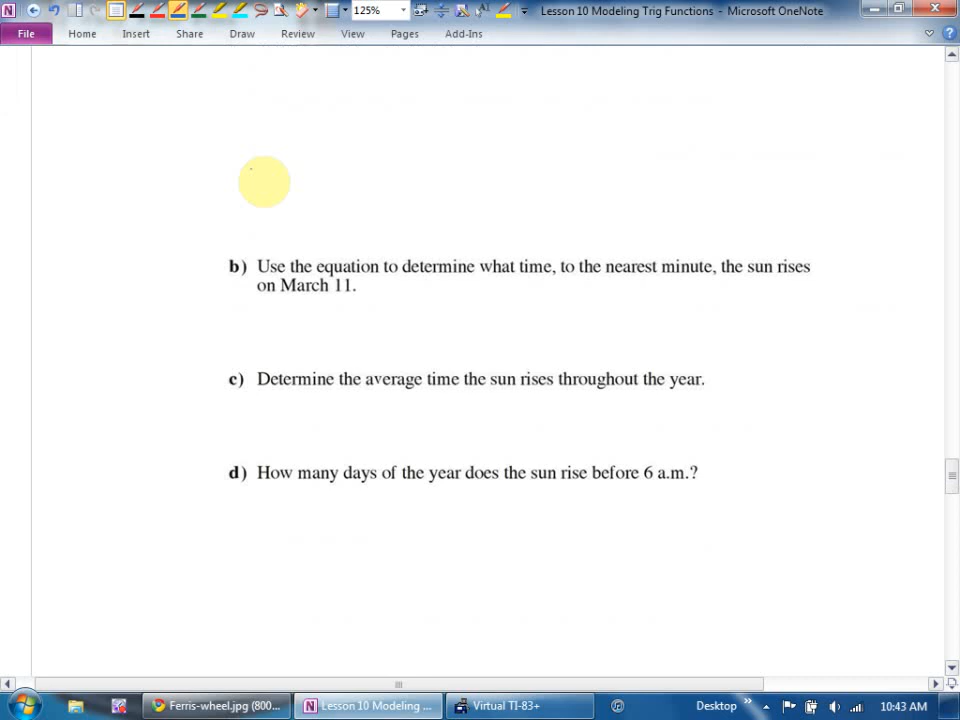 125%
Lesson 10 Modeling Trig Functions - Microsoft OneNote
File Home Insert Share Draw Review View Pages Add-Ins
b) Use the equation to determine what time, to the nearest minute, the sun rises
on March 11.
c) Determine the average time the sun rises throughout the year.
d) How many days of the year does the sun rise before 6 a.m.?
Ferris-wheel.jpg (800... Lesson 10 Modeling ... Virtual TI-83+ Desktop 10:43 AM